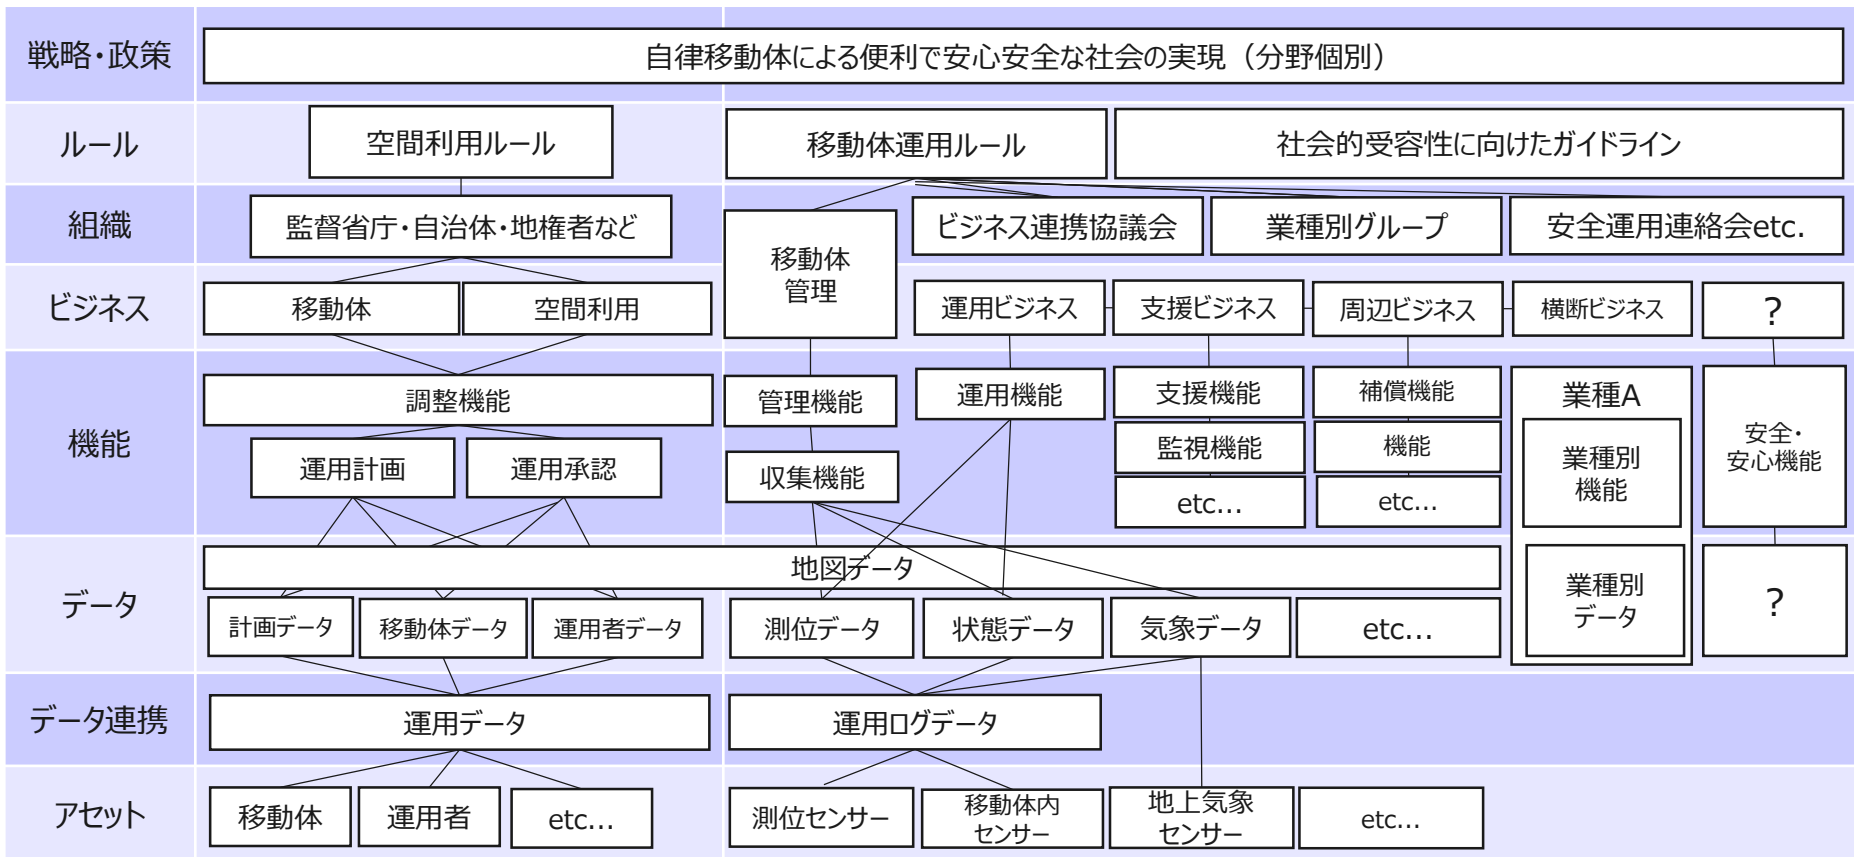 戦略・政策
自律移動体による便利で安心安全な社会の実現（分野個別）
ルール
空間利用ルール
移動体運用ルール
社会的受容性に向けたガイドライン
組織
監督省庁・自治体・地権者など
移動体
管理
ビジネス連携協議会
業種別グループ
安全運用連絡会etc.
ビジネス
移動体
空間利用
運用ビジネス
支援ビジネス
周辺ビジネス
横断ビジネス
?
機能
調整機能
運用計画
運用承認
管理機能
収集機能
運用機能
支援機能
監視機能
etc…
補償機能
機能
etc…
業種A
業種別
機能
安全・
安心機能
データ
地図データ
計画データ
移動体データ
運用者データ
測位データ
状態データ
気象データ
etc…
業種別
データ
?
データ連携
運用データ
運用ログデータ
アセット
移動体
運用者
etc…
測位センサー
移動体内
センサー
地上気象
センサー
etc…